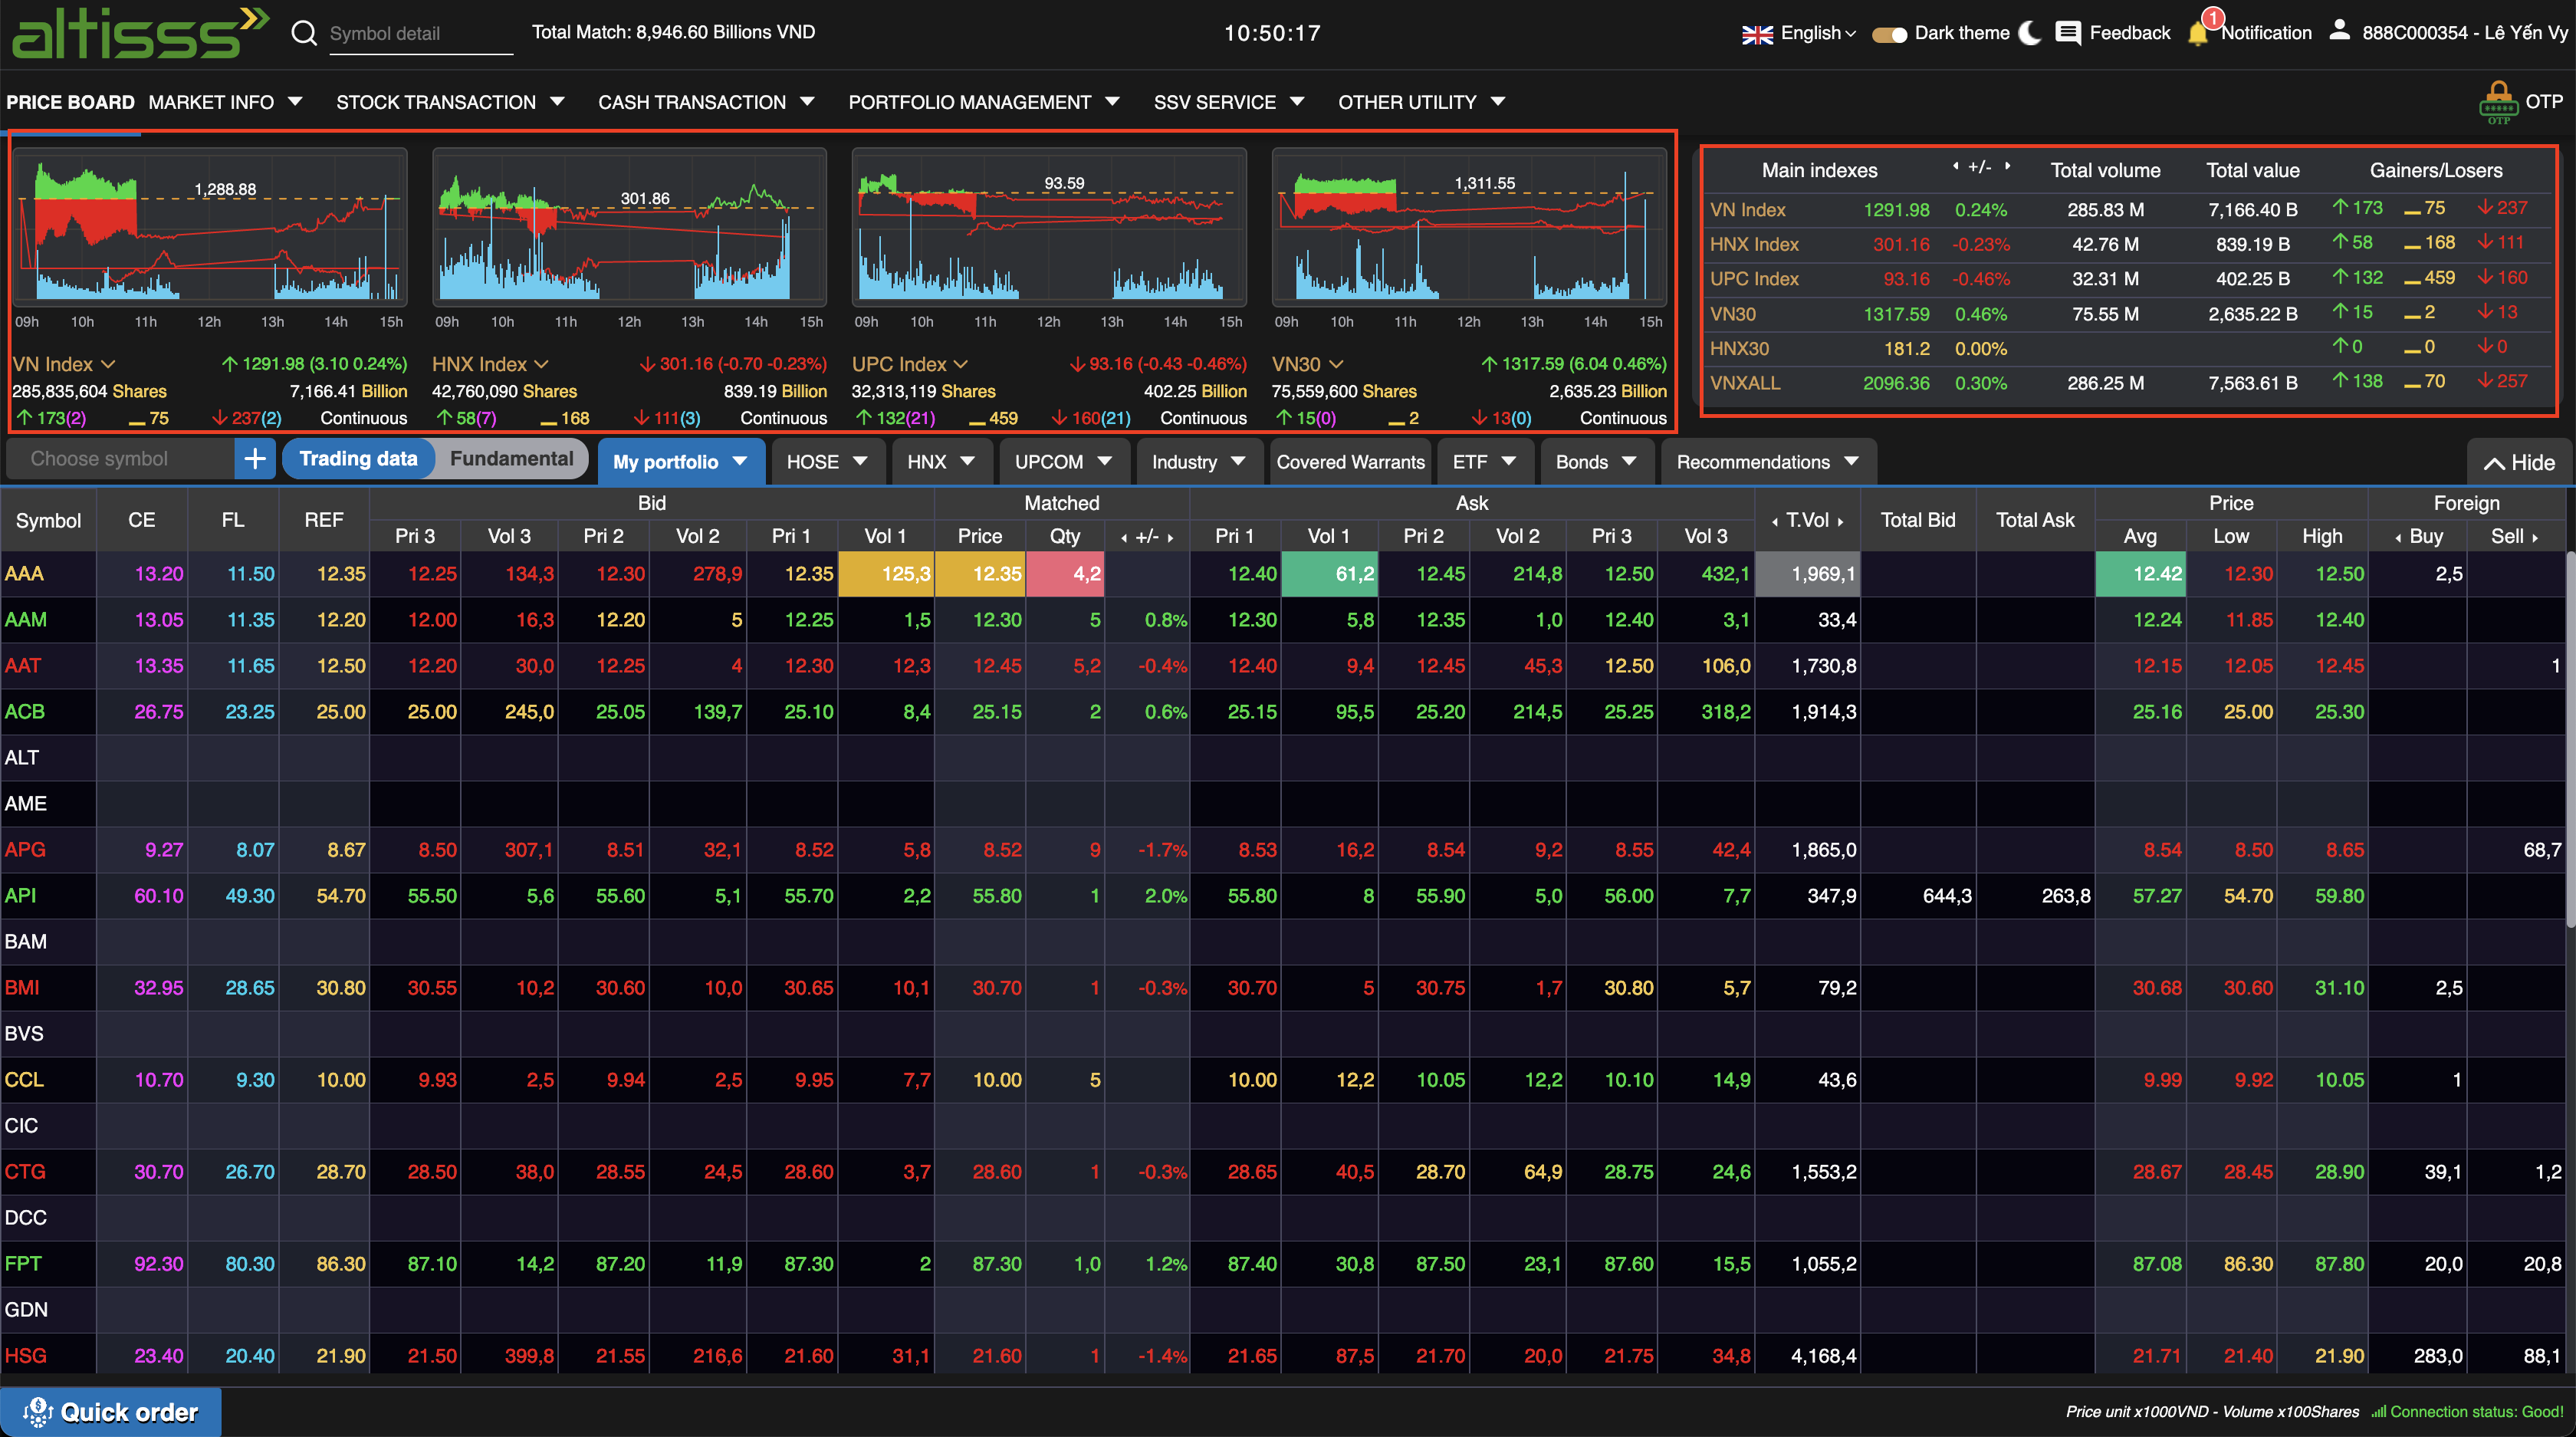 altisss Symbol detail Total Match: 8,946.60 Billions VND 10:50:17 English Dark theme Feedback 1 Notification 888C000354 - Lê Yến Vy
PRICE BOARD MARKET INFO STOCK TRANSACTION CASH TRANSACTION PORTFOLIO MANAGEMENT SSV SERVICE OTHER UTILITY OTP OTP
1,288.88
09h 10h 11h 12h 13h 14h 15h
VN Index 1291.98 (3.10 0.24%)
285,835,604 Shares 7,166.41 Billion
173(2) 75 237(2) Continuous
301.86
09h 10h 11h 12h 13h 14h 15h
HNX Index 301.16 (-0.70 -0.23%)
42,760,090 Shares 839.19 Billion
58(7) 168 111(3) Continuous
93.59
09h 10h 11h 12h 13h 14h 15h
UPC Index 93.16 (-0.43 -0.46%)
32,313,119 Shares 402.25 Billion
132(21) 459 160(21) Continuous
1,311.55
09h 10h 11h 12h 13h 14h 15h
VN30 1317.59 (6.04 0.46%)
75,559,600 Shares 2,635.23 Billion
15(0) 2 13(0) Continuous
Main indexes +/- Total volume Total value Gainers/Losers
VN Index 1291.98 0.24% 285.83 M 7,166.40 B 173 75 237
HNX Index 301.16 -0.23% 42.76 M 839.19 B 58 168 111
UPC Index 93.16 -0.46% 32.31 M 402.25 B 132 459 160
VN30 1317.59 0.46% 75.55 M 2,635.22 B 15 2 13
HNX30 181.2 0.00% 0 0 0
VNXALL 2096.36 0.30% 286.25 M 7,563.61 B 138 70 257
Choose symbol + Trading data Fundamental My portfolio HOSE HNX UPCOM Industry Covered Warrants ETF Bonds Recommendations Hide
Symbol CE FL REF Bid Matched Ask T.Vol Total Bid Total Ask Price Foreign
Pri 3 Vol 3 Pri 2 Vol 2 Pri 1 Vol 1 Price Qty +/- Pri 1 Vol 1 Pri 2 Vol 2 Pri 3 Vol 3 Avg Low High Buy Sell
AAA 13.20 11.50 12.35 12.25 134,3 12.30 278,9 12.35 125,3 12.35 4,2 12.40 61,2 12.45 214,8 12.50 432,1 1,969,1 12.42 12.30 12.50 2,5
AAM 13.05 11.35 12.20 12.00 16,3 12.20 5 12.25 1,5 12.30 5 0.8% 12.30 5,8 12.35 1,0 12.40 3,1 33,4 12.24 11.85 12.40
AAT 13.35 11.65 12.50 12.20 30,0 12.25 4 12.30 12,3 12.45 5,2 -0.4% 12.40 9,4 12.45 45,3 12.50 106,0 1,730,8 12.15 12.05 12.45 1
ACB 26.75 23.25 25.00 25.00 245,0 25.05 139,7 25.10 8,4 25.15 2 0.6% 25.15 95,5 25.20 214,5 25.25 318,2 1,914,3 25.16 25.00 25.30
ALT
AME
APG 9.27 8.07 8.67 8.50 307,1 8.51 32,1 8.52 5,8 8.52 9 -1.7% 8.53 16,2 8.54 9,2 8.55 42,4 1,865,0 8.54 8.50 8.65 68,7
API 60.10 49.30 54.70 55.50 5,6 55.60 5,1 55.70 2,2 55.80 1 2.0% 55.80 8 55.90 5,0 56.00 7,7 347,9 644,3 263,8 57.27 54.70 59.80
BAM
BMI 32.95 28.65 30.80 30.55 10,2 30.60 10,0 30.65 10,1 30.70 1 -0.3% 30.70 5 30.75 1,7 30.80 5,7 79,2 30.68 30.60 31.10 2,5
BVS
CCL 10.70 9.30 10.00 9.93 2,5 9.94 2,5 9.95 7,7 10.00 5 10.00 12,2 10.05 12,2 10.10 14,9 43,6 9.99 9.92 10.05 1
CIC
CTG 30.70 26.70 28.70 28.50 38,0 28.55 24,5 28.60 3,7 28.60 1 -0.3% 28.65 40,5 28.70 64,9 28.75 24,6 1,553,2 28.67 28.45 28.90 39,1 1,2
DCC
FPT 92.30 80.30 86.30 87.10 14,2 87.20 11,9 87.30 2 87.30 1,0 1.2% 87.40 30,8 87.50 23,1 87.60 15,5 1,055,2 87.08 86.30 87.80 20,0 20,8
GDN
HSG 23.40 20.40 21.90 21.50 399,8 21.55 216,6 21.60 31,1 21.60 1 -1.4% 21.65 87,5 21.70 20,0 21.75 34,8 4,168,4 21.71 21.40 21.90 283,0 88,1
Quick order Price unit x1000VND - Volume x100Shares Connection status: Good!